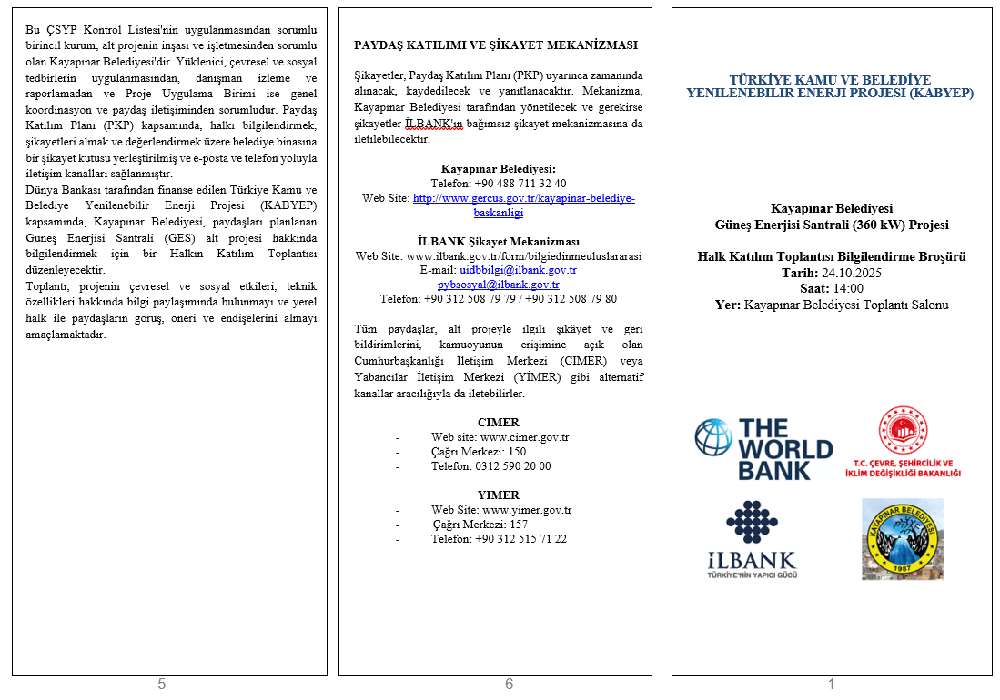 Bu ÇSYP Kontrol Listesi'nin uygulanmasından sorumlu
birincil kurum, alt projenin inşası ve işletmesinden sorumlu
olan Kayapınar Belediyesi'dir. Yüklenici, çevresel ve sosyal
tedbirlerin uygulanmasından, danışman izleme ve
raporlamadan ve Proje Uygulama Birimi ise genel
koordinasyon ve paydaş iletişiminden sorumludur. Paydaş
Katılım Planı (PKP) kapsamında, halkı bilgilendirmek,
şikayetleri almak ve değerlendirmek üzere belediye binasına
bir şikayet kutusu yerleştirilmiş ve e-posta ve telefon yoluyla
iletişim kanalları sağlanmıştır.
Dünya Bankası tarafından finanse edilen Türkiye Kamu ve
Belediye Yenilenebilir Enerji Projesi (KABYEP)
kapsamında, Kayapınar Belediyesi, paydaşları planlanan
Güneş Enerjisi Santrali (GES) alt projesi hakkında
bilgilendirmek için bir Halkın Katılım Toplantısı
düzenleyecektir.
Toplantı, projenin çevresel ve sosyal etkileri, teknik
özellikleri hakkında bilgi paylaşımında bulunmayı ve yerel
halk ile paydaşların görüş, öneri ve endişelerini almayı
amaçlamaktadır.
5
PAYDAŞ KATILIMI VE ŞİKAYET MEKANİZMASI
Şikayetler, Paydaş Katılım Planı (PKP) uyarınca zamanında
alınacak, kaydedilecek ve yanıtlanacaktır. Mekanizma,
Kayapınar Belediyesi tarafından yönetilecek ve gerekirse
şikayetler İLBANK'ın bağımsız şikayet mekanizmasına da
iletilebilecektir.
Kayapınar Belediyesi:
Telefon: +90 488 711 32 40
Web Site: http://www.gercus.gov.tr/kayapinar-belediye-
baskanligi
İLBANK Şikayet Mekanizması
Web Site: www.ilbank.gov.tr/form/bilgiedinmeuluslararasi
E-mail: uidbbilgi@ilbank.gov.tr
pybsosyal@ilbank.gov.tr
Telefon: +90 312 508 79 79 / +90 312 508 79 80
Tüm paydaşlar, alt projeyle ilgili şikâyet ve geri
bildirimlerini, kamuoyunun erişimine açık olan
Cumhurbaşkanlığı İletişim Merkezi (CİMER) veya
Yabancılar İletişim Merkezi (YİMER) gibi alternatif
kanallar aracılığıyla da iletebilirler.
CIMER
- Web site: www.cimer.gov.tr
- Çağrı Merkezi: 150
- Telefon: 0312 590 20 00
YIMER
- Web Site: www.yimer.gov.tr
- Çağrı Merkezi: 157
- Telefon: +90 312 515 71 22
6
TÜRKİYE KAMU VE BELEDİYE
YENILENEBILIR ENERJI PROJESI (KABYEP)
Kayapınar Belediyesi
Güneş Enerjisi Santrali (360 kW) Projesi
Halk Katılım Toplantısı Bilgilendirme Broşürü
Tarih: 24.10.2025
Saat: 14:00
Yer: Kayapınar Belediyesi Toplantı Salonu
THE
WORLD
BANK
T.C. ÇEVRE, ŞEHİRCİLİK VE
İKLİM DEĞİŞİKLİĞİ BAKANLIĞI
iLBANK
TÜRKİYE'NİN YAPICI GÜCÜ
KAYAPINAR BELEDİYESİ
1987
1